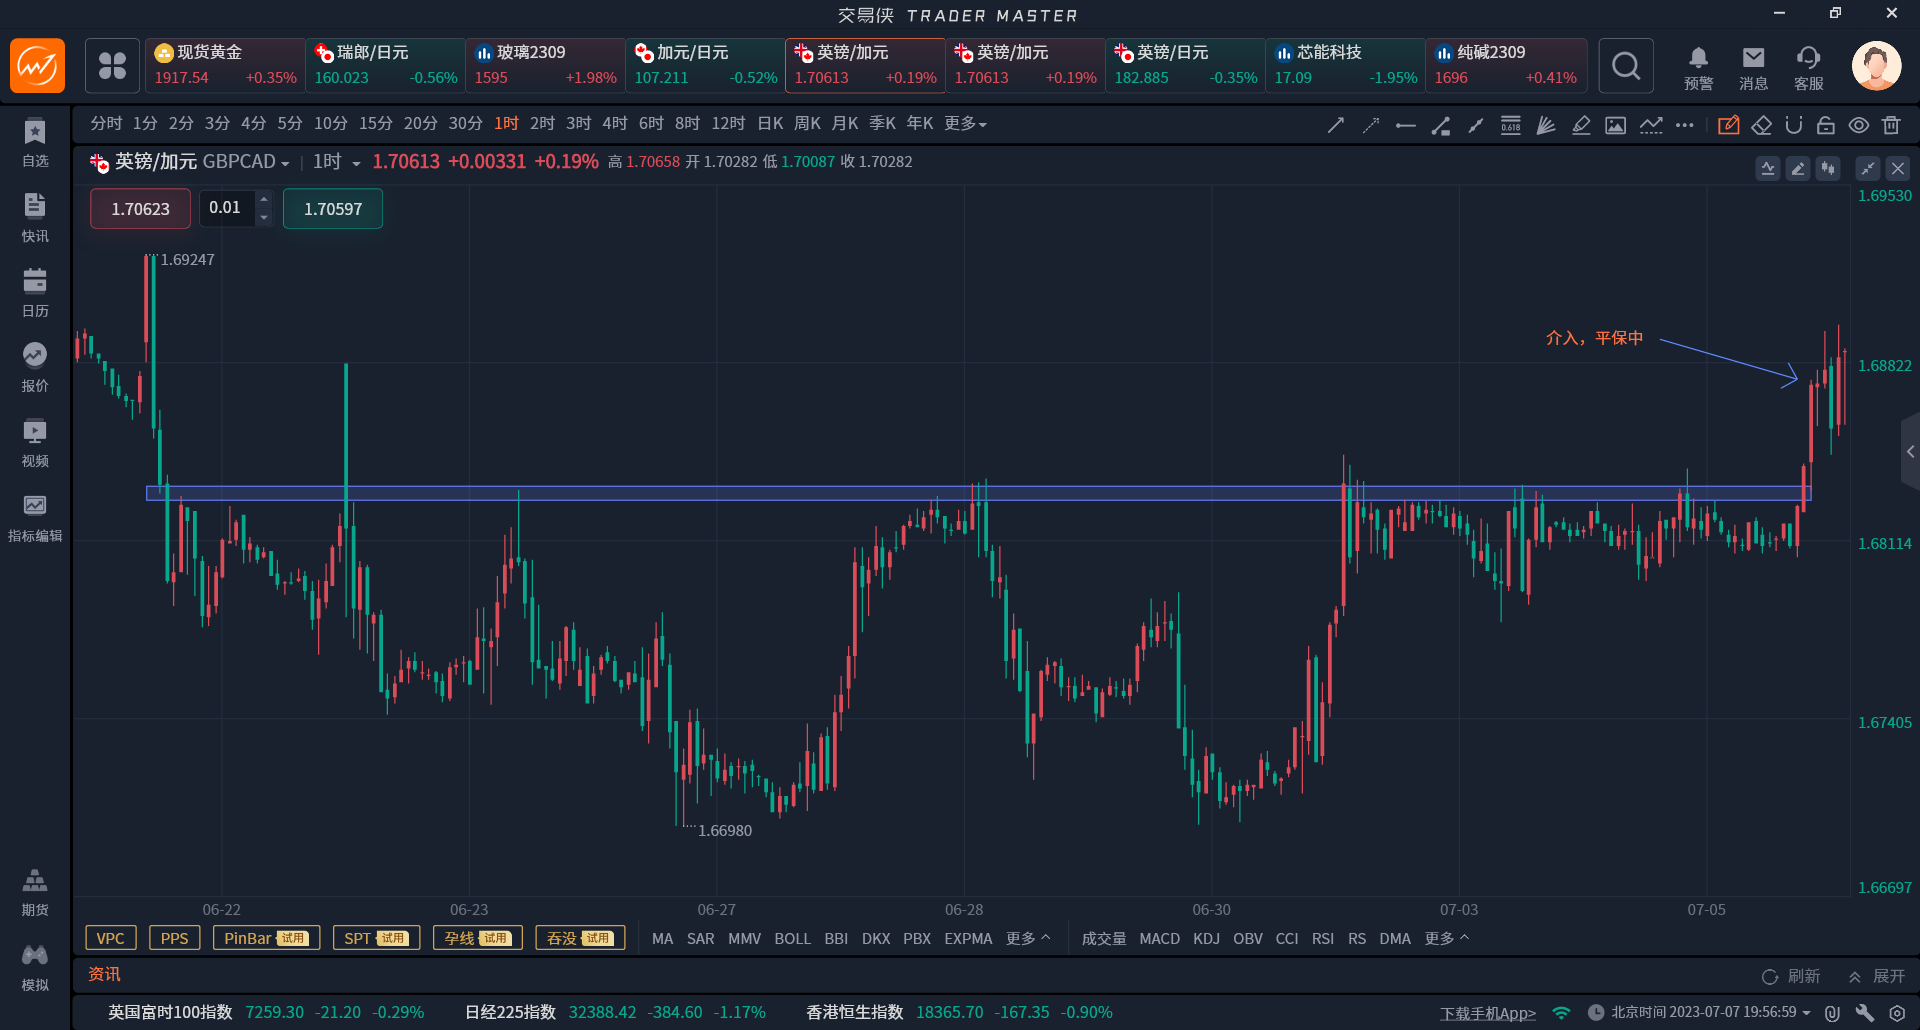 交易侠 TRADER MASTER
现货黄金 瑞郎/日元 玻璃2309 加元/日元 英镑/加元 英镑/加元 英镑/日元 芯能科技 纯碱2309
1917.54 +0.35% 160.023 -0.56% 1595 +1.98% 107.211 -0.52% 1.70613 +0.19% 1.70613 +0.19% 182.885 -0.35% 17.09 -1.95% 1696 +0.41%
预警 消息 客服
分时 1分 2分 3分 4分 5分 10分 15分 20分 30分 1时 2时 3时 4时 6时 8时 12时 日K 周K 月K 季K 年K 更多
0.618
自选
快讯
日历
报价
视频
指标编辑
期货
模拟
英镑/加元 GBPCAD 1时 1.70613 +0.00331 +0.19% 高 1.70658 开 1.70282 低 1.70087 收 1.70282
1.70623 0.01 1.70597
1.69530
1.69247
介入，平保中
1.68822
1.68114
1.67405
1.66980
1.66697
06-22 06-23 06-27 06-28 06-30 07-03 07-05
VPC PPS PinBar 试用 SPT 试用 孕线 试用 吞没 试用 MA SAR MMV BOLL BBI DKX PBX EXPMA 更多 成交量 MACD KDJ OBV CCI RSI RS DMA 更多
资讯 刷新 展开
英国富时100指数 7259.30 -21.20 -0.29% 日经225指数 32388.42 -384.60 -1.17% 香港恒生指数 18365.70 -167.35 -0.90% 下载手机App> 北京时间 2023-07-07 19:56:59